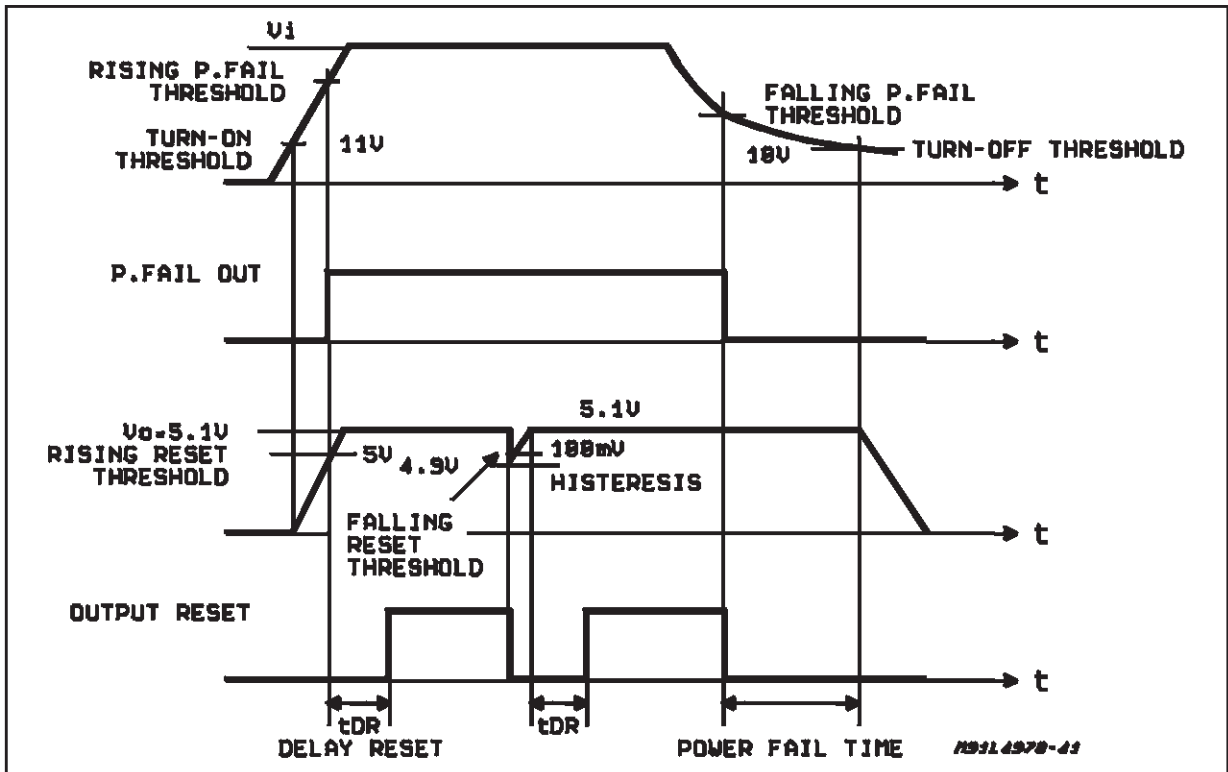 Vi
RISING P.FAIL
THRESHOLD
FALLING P.FAIL
THRESHOLD
TURN-ON
THRESHOLD
11V
10V
TURN-OFF THRESHOLD
t
P.FAIL OUT
t
5.1V
Vo=5.1V
RISING RESET
THRESHOLD
5V
4.9V
100mV
HISTERESIS
FALLING
RESET
THRESHOLD
t
OUTPUT RESET
t
tDR
tDR
DELAY RESET
POWER FAIL TIME
M91L4970-41